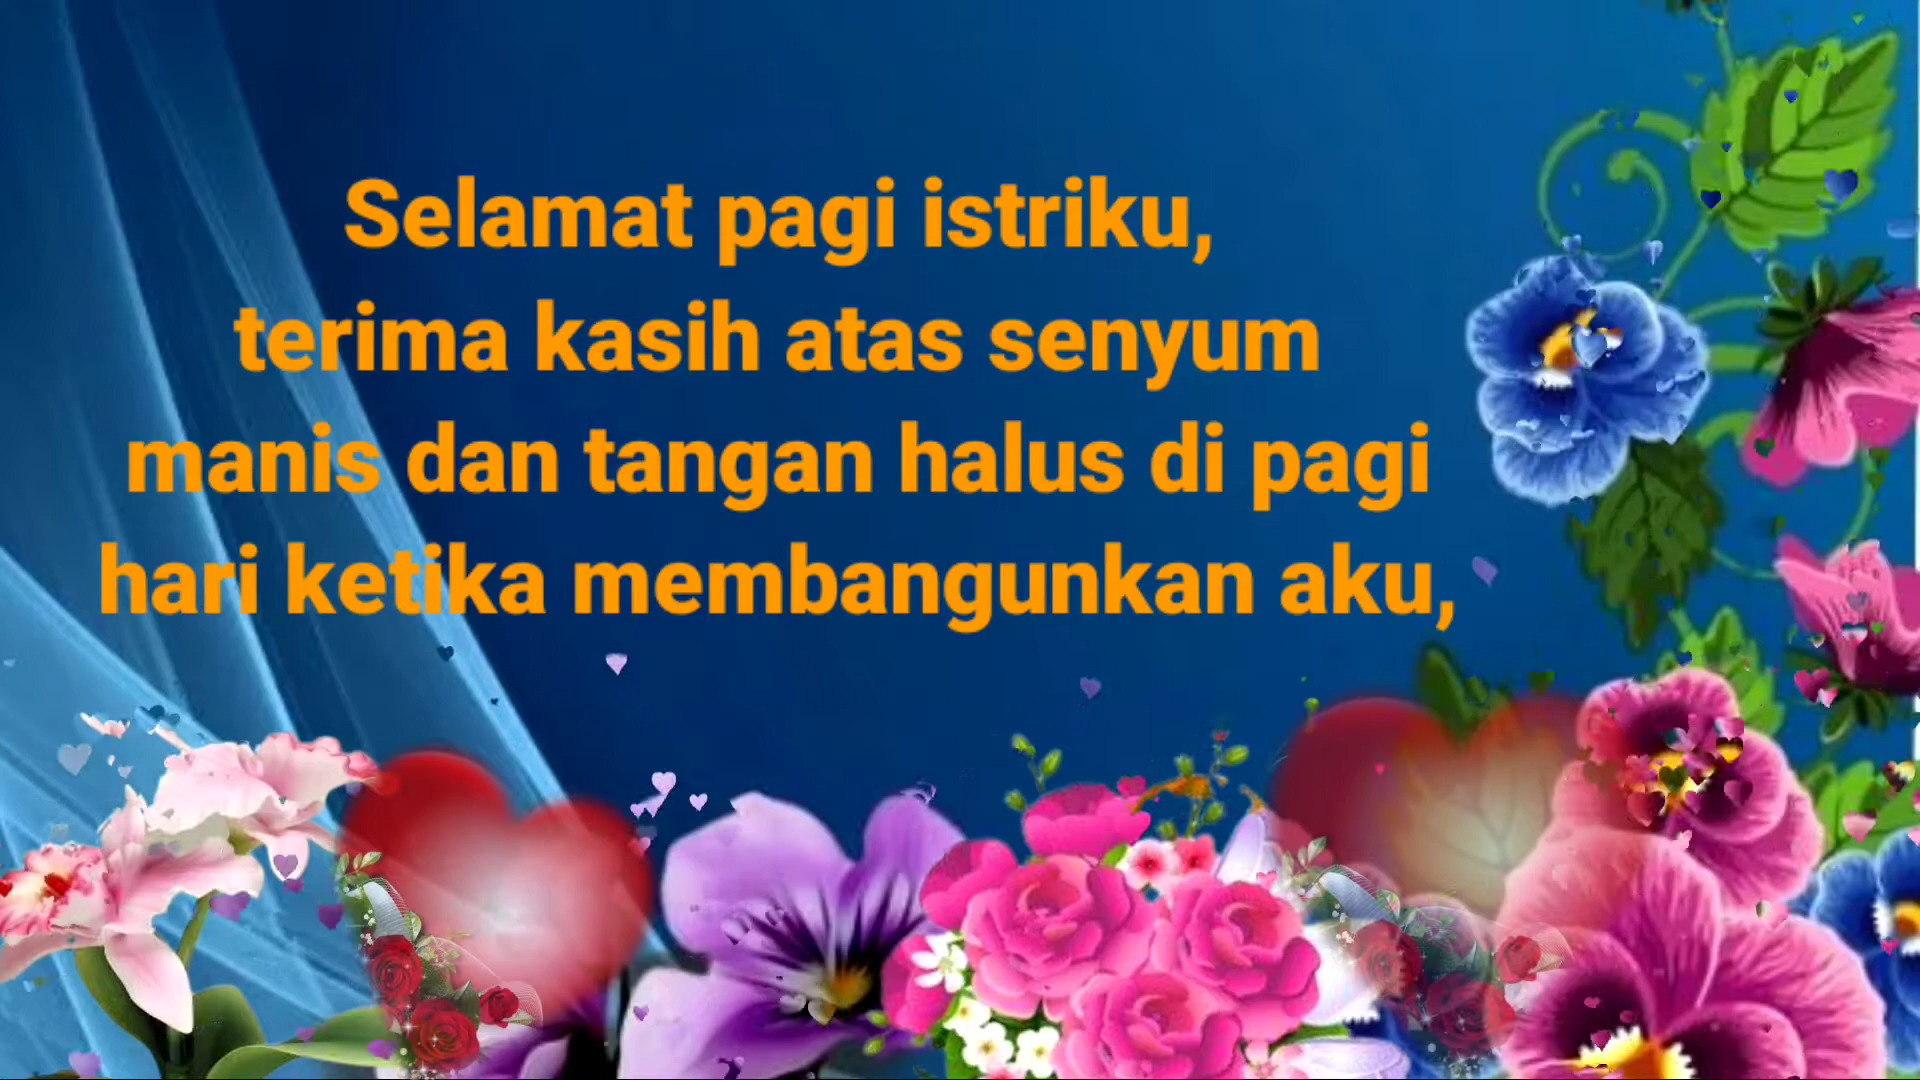 Selamat pagi istriku,
terima kasih atas senyum
manis dan tangan halus di pagi
hari ketika membangunkan aku,